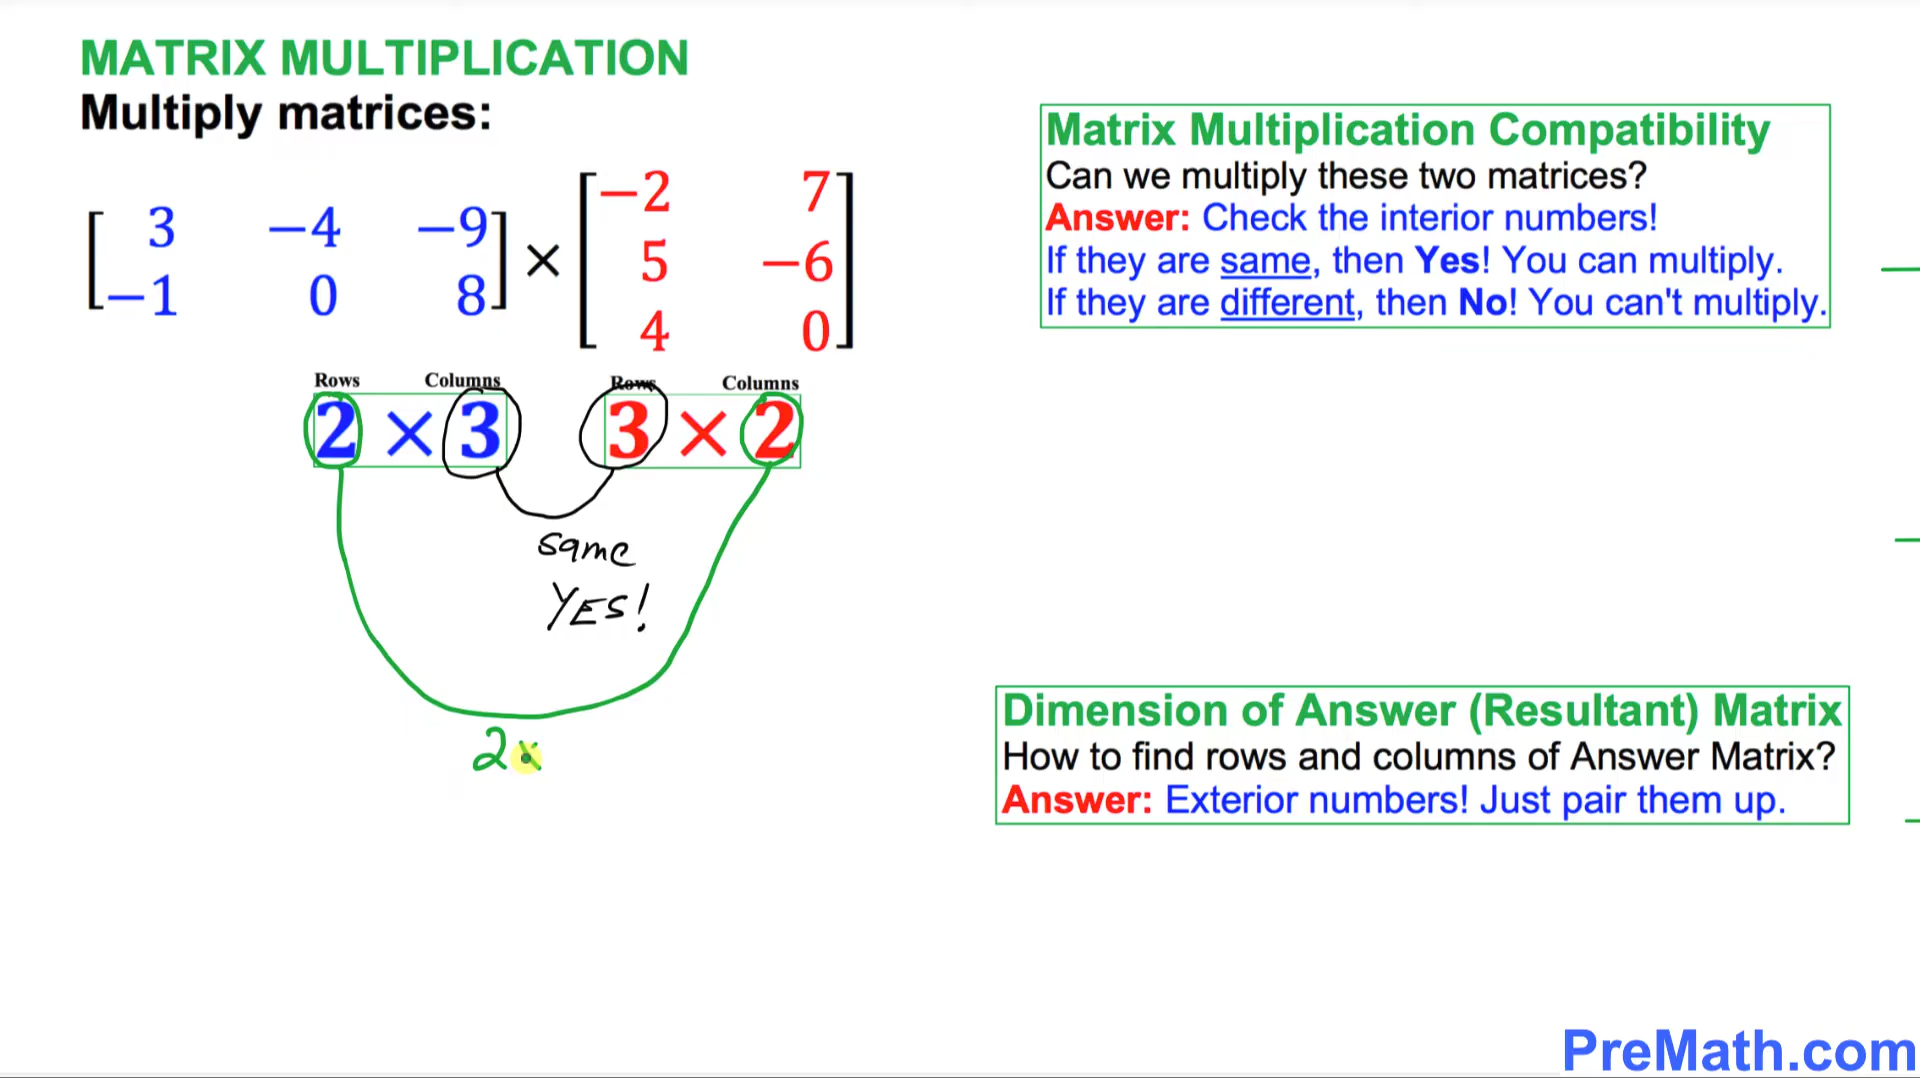 MATRIX MULTIPLICATION
Multiply matrices:
[ 3 −4 −9 ] × [ −2 7 ]
[ −1 0 8 ] [ 5 −6 ]
[ 4 0 ]
Rows Columns Rows Columns
2 × 3 3 × 2
same
YES!
2×
Matrix Multiplication Compatibility
Can we multiply these two matrices?
Answer: Check the interior numbers!
If they are same, then Yes! You can multiply.
If they are different, then No! You can't multiply.
Dimension of Answer (Resultant) Matrix
How to find rows and columns of Answer Matrix?
Answer: Exterior numbers! Just pair them up.
PreMath.com